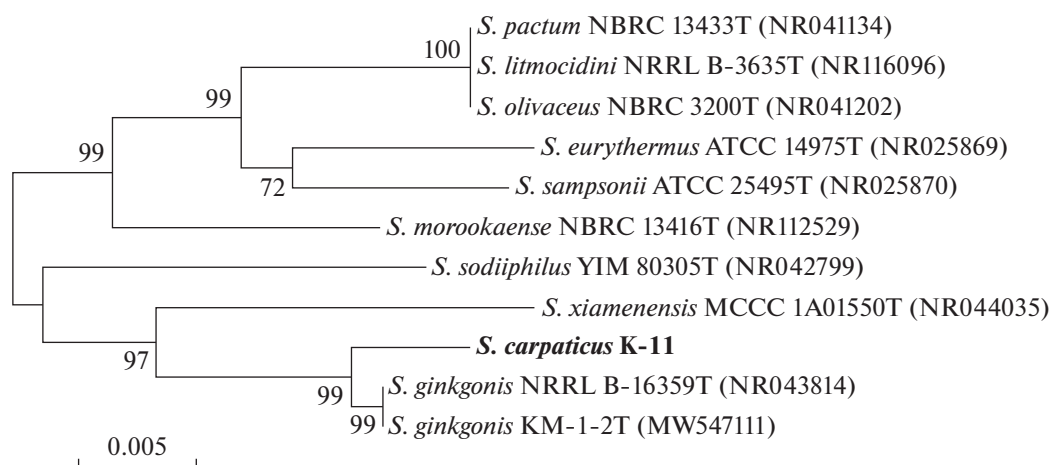 S. pactum NBRC 13433T (NR041134)
100
S. litmocidini NRRL B-3635T (NR116096)
99
S. olivaceus NBRC 3200T (NR041202)
99
S. eurythermus ATCC 14975T (NR025869)
72
S. sampsonii ATCC 25495T (NR025870)
S. morookaense NBRC 13416T (NR112529)
S. sodiiphilus YIM 80305T (NR042799)
S. xiamenensis MCCC 1A01550T (NR044035)
97
S. carpaticus K-11
99
S. ginkgonis NRRL B-16359T (NR043814)
99
S. ginkgonis KM-1-2T (MW547111)
0.005